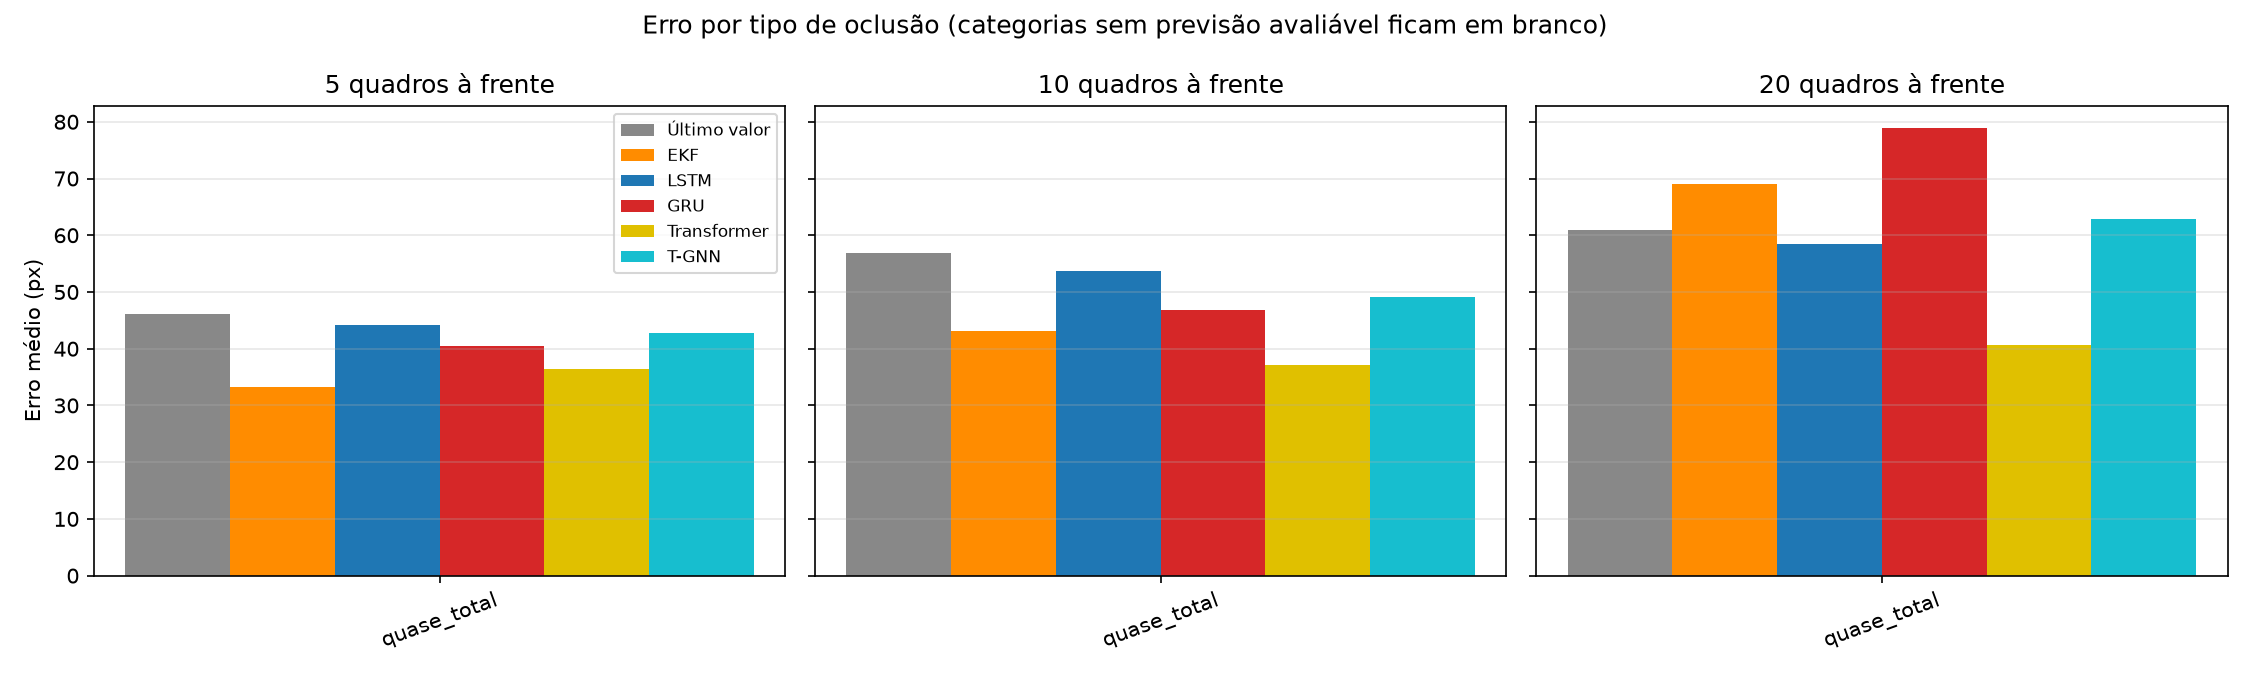 Erro por tipo de oclusão (categorias sem previsão avaliável ficam em branco)
5 quadros à frente
10 quadros à frente
20 quadros à frente
Erro médio (px)
80
70
60
50
40
30
20
10
0
Último valor
EKF
LSTM
GRU
Transformer
T-GNN
quase_total
quase_total
quase_total